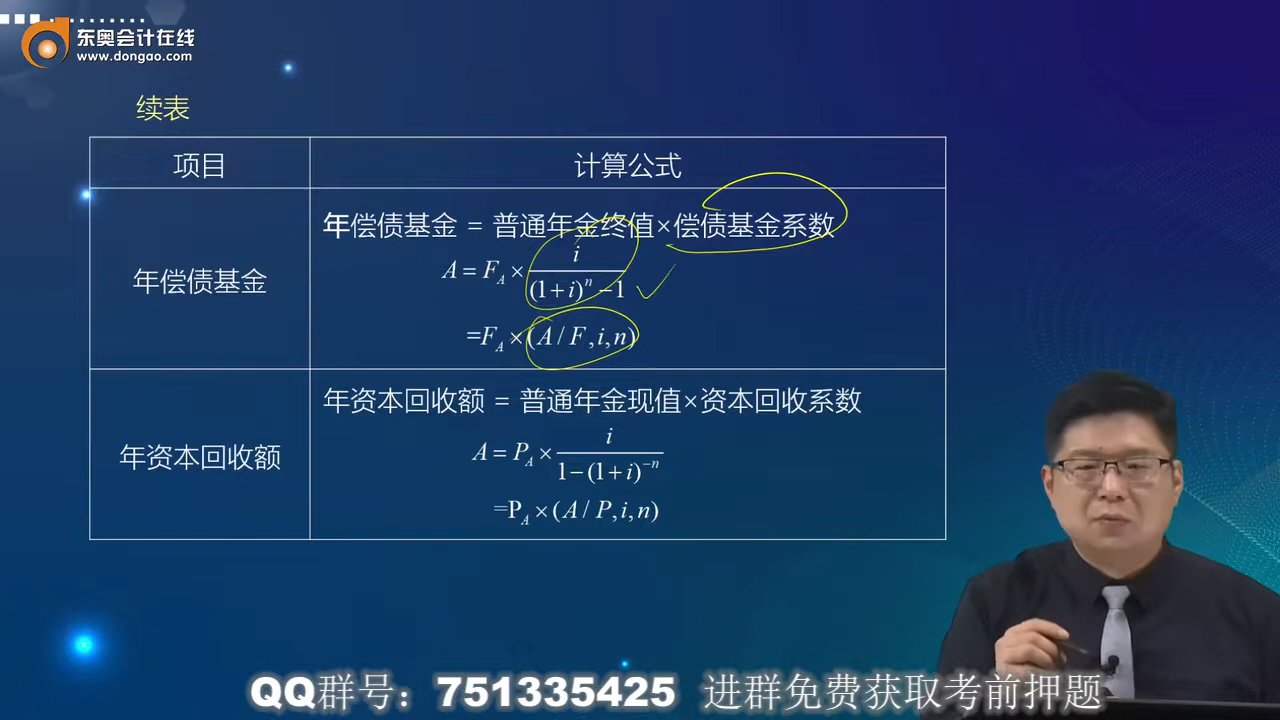 东奥会计在线
www.dongao.com
续表
项目
计算公式
年偿债基金
年偿债基金 = 普通年金终值×偿债基金系数
A = F_A × i / ((1+i)^n −1)
=F_A ×(A / F ,i,n)
年资本回收额
年资本回收额 = 普通年金现值×资本回收系数
A = P_A × i / (1−(1+i)^−n)
=P_A ×(A / P,i,n)
QQ群号：751335425 进群免费获取考前押题